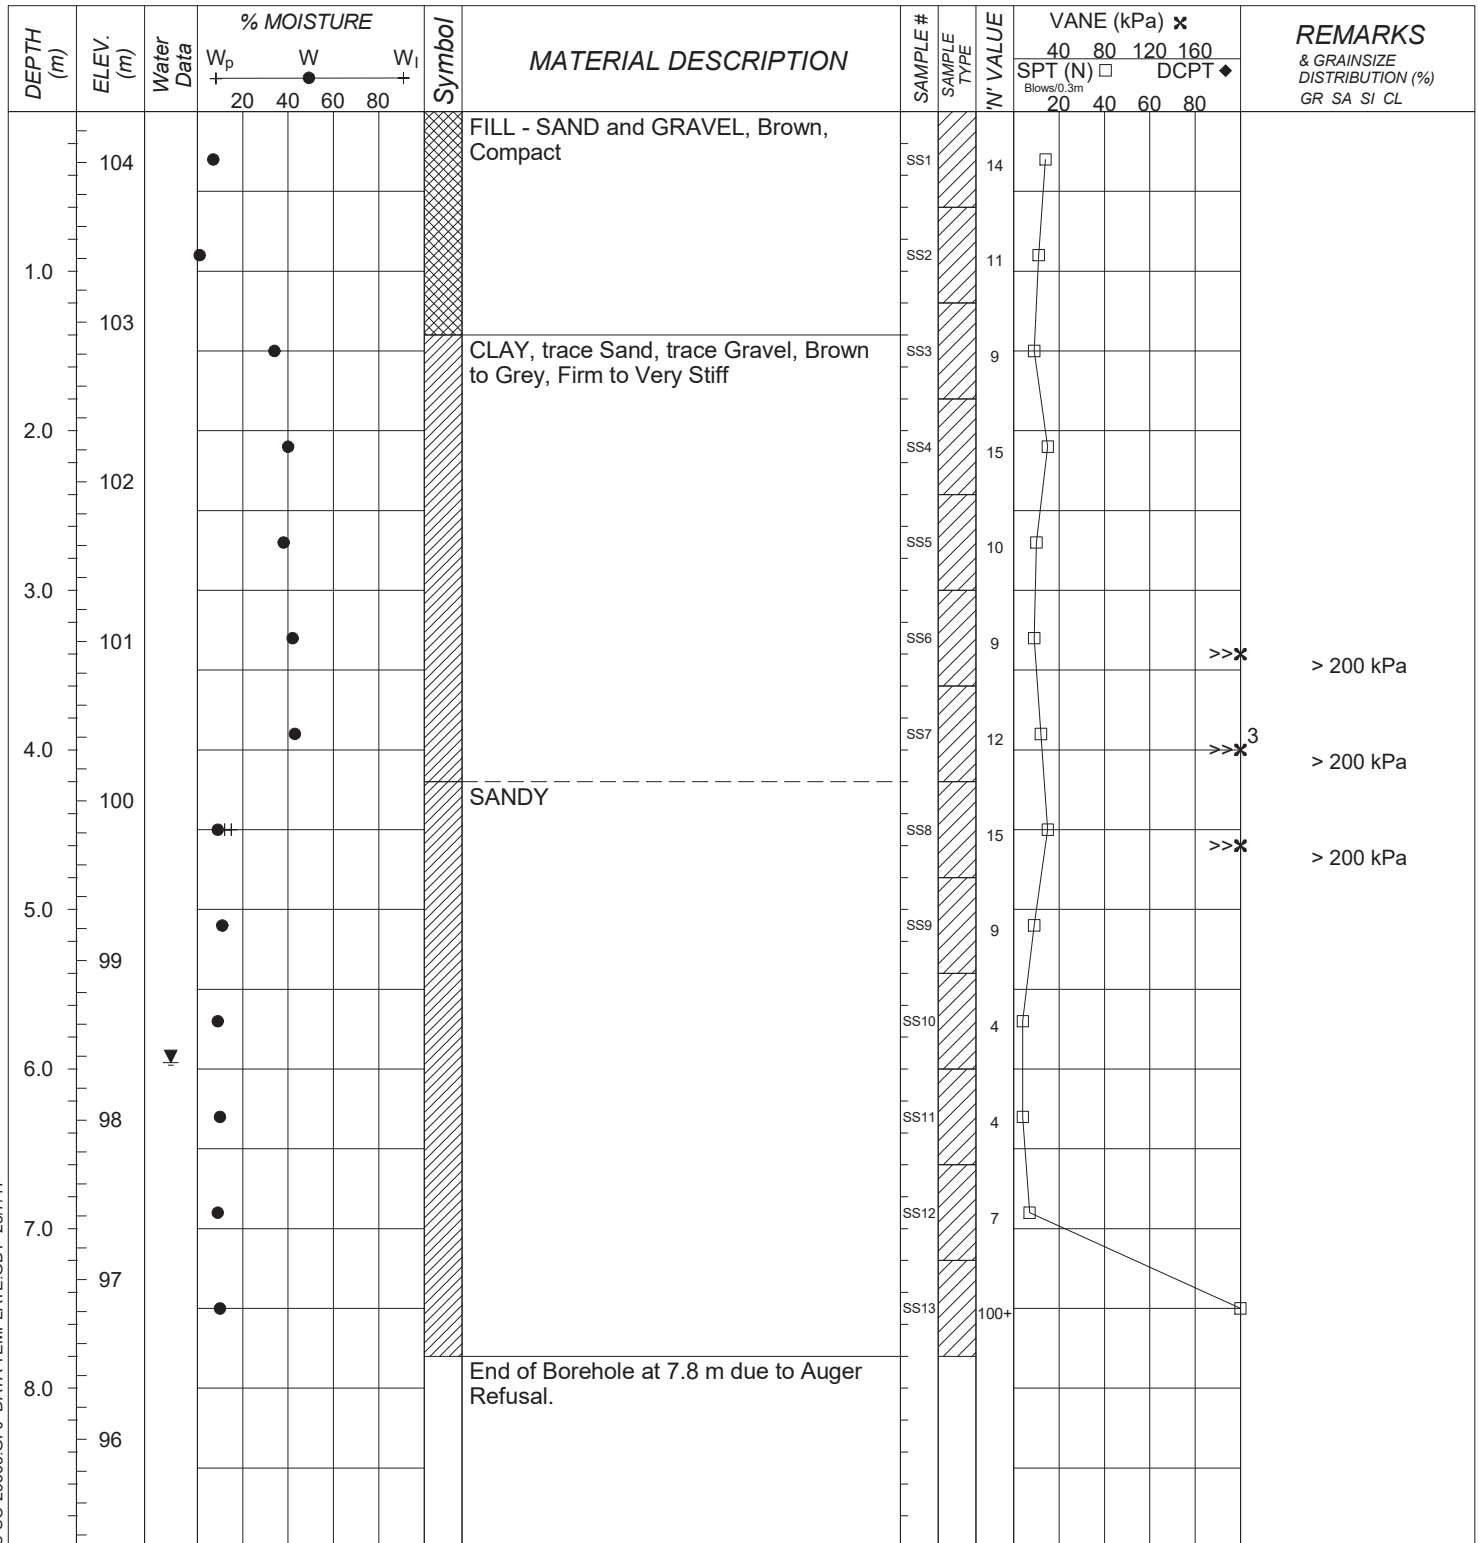 DEPTH (m)
ELEV. (m)
Water Data
% MOISTURE
Wp W Wl
20 40 60 80
Symbol
MATERIAL DESCRIPTION
SAMPLE #
SAMPLE TYPE
'N' VALUE
VANE (kPa)
40 80 120 160
SPT (N) DCPT
Blows/0.3m
20 40 60 80
REMARKS
& GRAINSIZE
DISTRIBUTION (%)
GR SA SI CL
FILL - SAND and GRAVEL, Brown,
Compact
104 SS1 14
SS2 11
1.0
103
CLAY, trace Sand, trace Gravel, Brown
to Grey, Firm to Very Stiff
SS3 9
2.0
SS4 15
102
SS5 10
3.0
101 SS6 9
>> > 200 kPa
SS7 12 3
4.0 >> > 200 kPa
SANDY
100
SS8 15
>> > 200 kPa
5.0
SS9 9
99
SS10 4
6.0
98 SS11 4
SS12 7
7.0
97
SS13 100+
End of Borehole at 7.8 m due to Auger
Refusal.
8.0
96